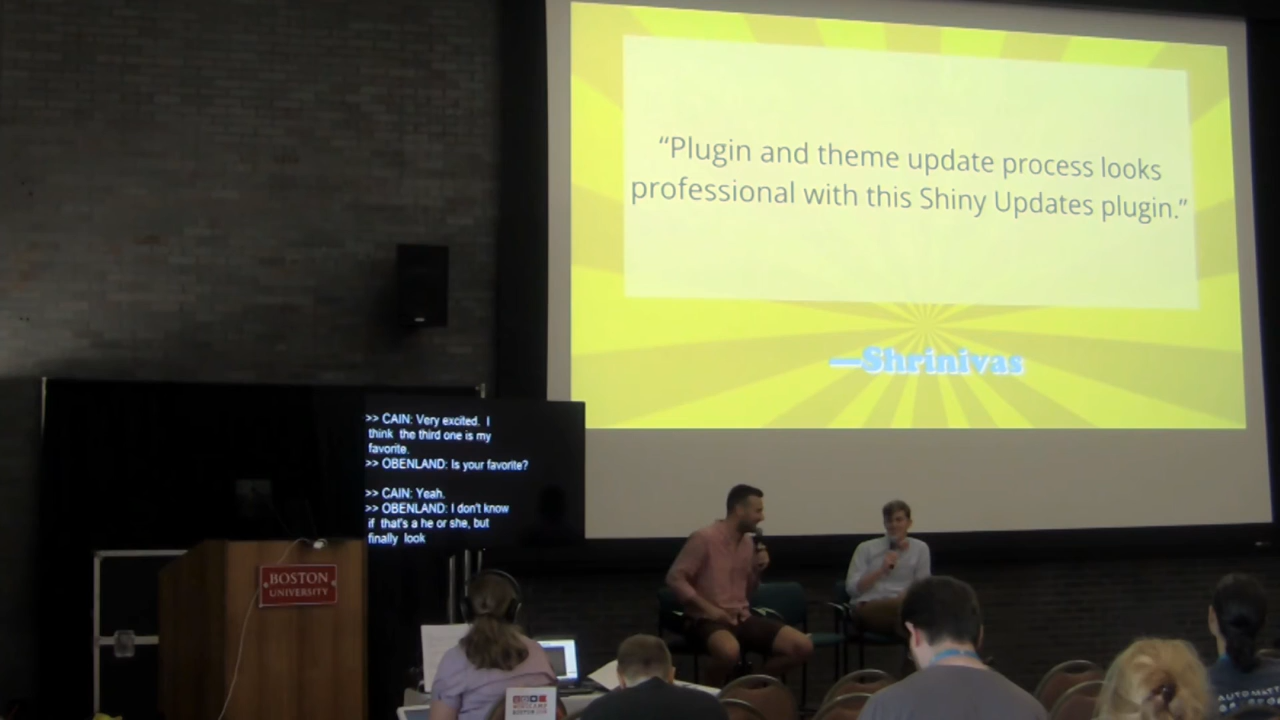 “Plugin and theme update process looks
professional with this Shiny Updates plugin.”
—Shrinivas
>> CAIN: Very excited. I
think the third one is my
favorite.
>> OBENLAND: Is your favorite?
>> CAIN: Yeah.
>> OBENLAND: I don't know
if that's a he or she, but
finally look
BOSTON
UNIVERSITY